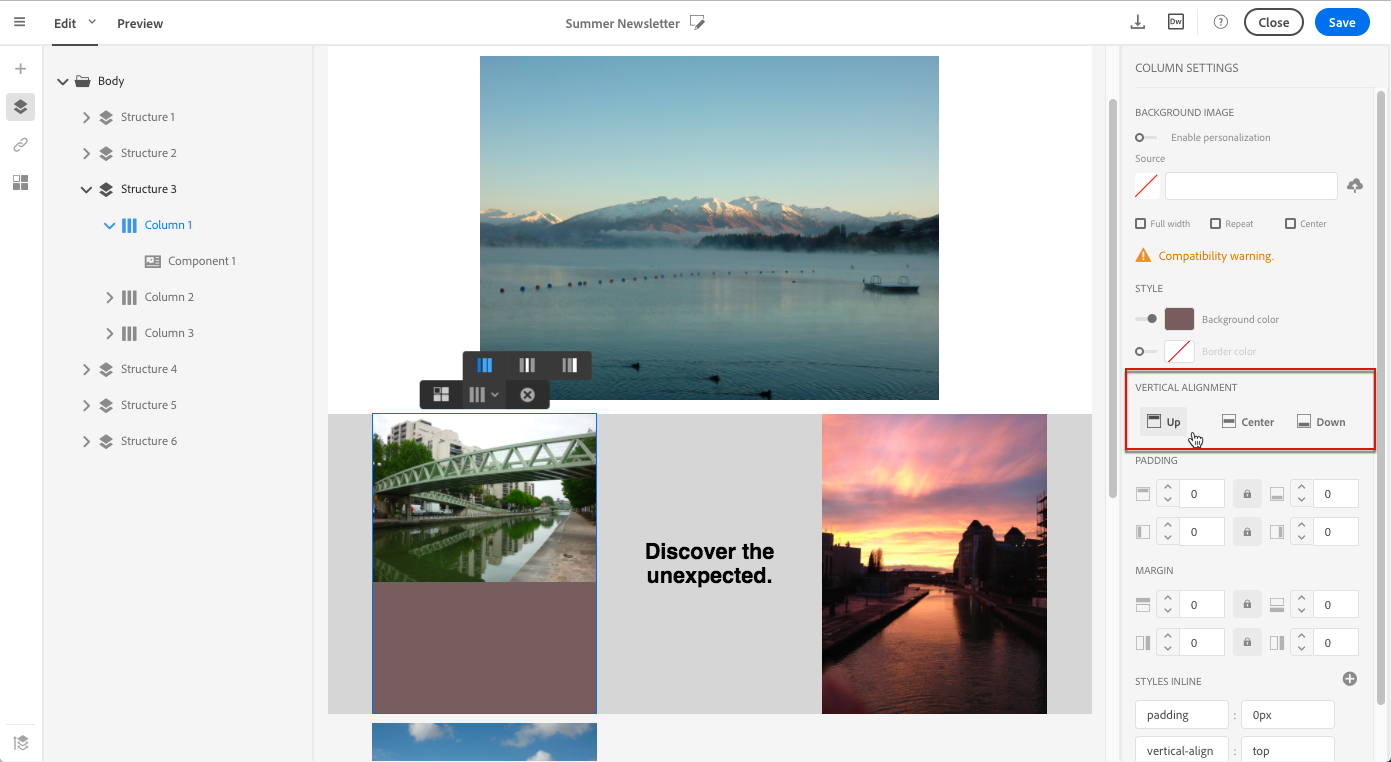 Edit
Preview
Summer Newsletter
Dw
?
Close
Save
Body
Structure 1
Structure 2
Structure 3
Column 1
Component 1
Column 2
Column 3
Structure 4
Structure 5
Structure 6
Discover the
unexpected.
COLUMN SETTINGS
BACKGROUND IMAGE
Enable personalization
Source
Full width Repeat Center
Compatibility warning.
STYLE
Background color
Border color
VERTICAL ALIGNMENT
Up Center Down
PADDING
0 0
0 0
MARGIN
0 0
0 0
STYLES INLINE
padding : 0px
vertical-align : top